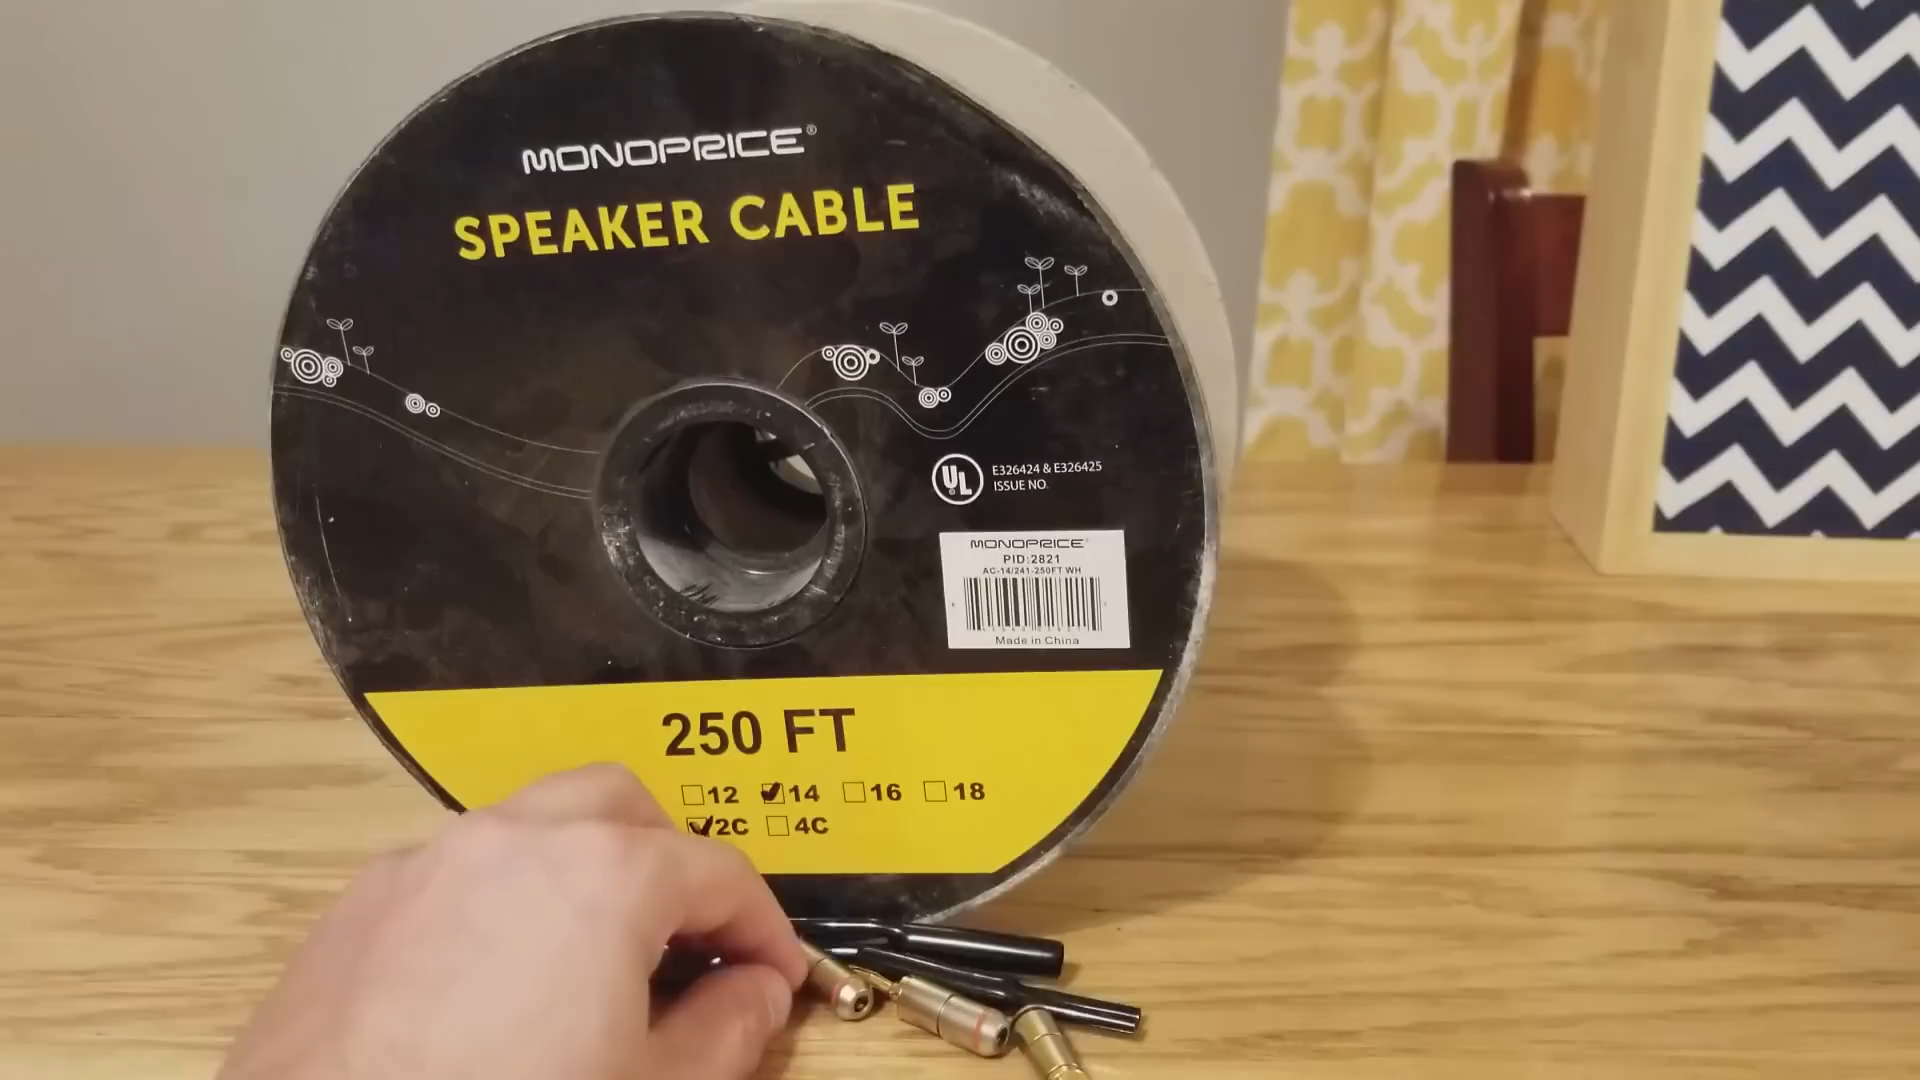 MONOPRICE®
SPEAKER CABLE
UL
E326424 & E326425
ISSUE NO.
MONOPRICE
PID:2821
AC-14/241-250FT WH
Made in China
250 FT
12 14 16 18
2C 4C